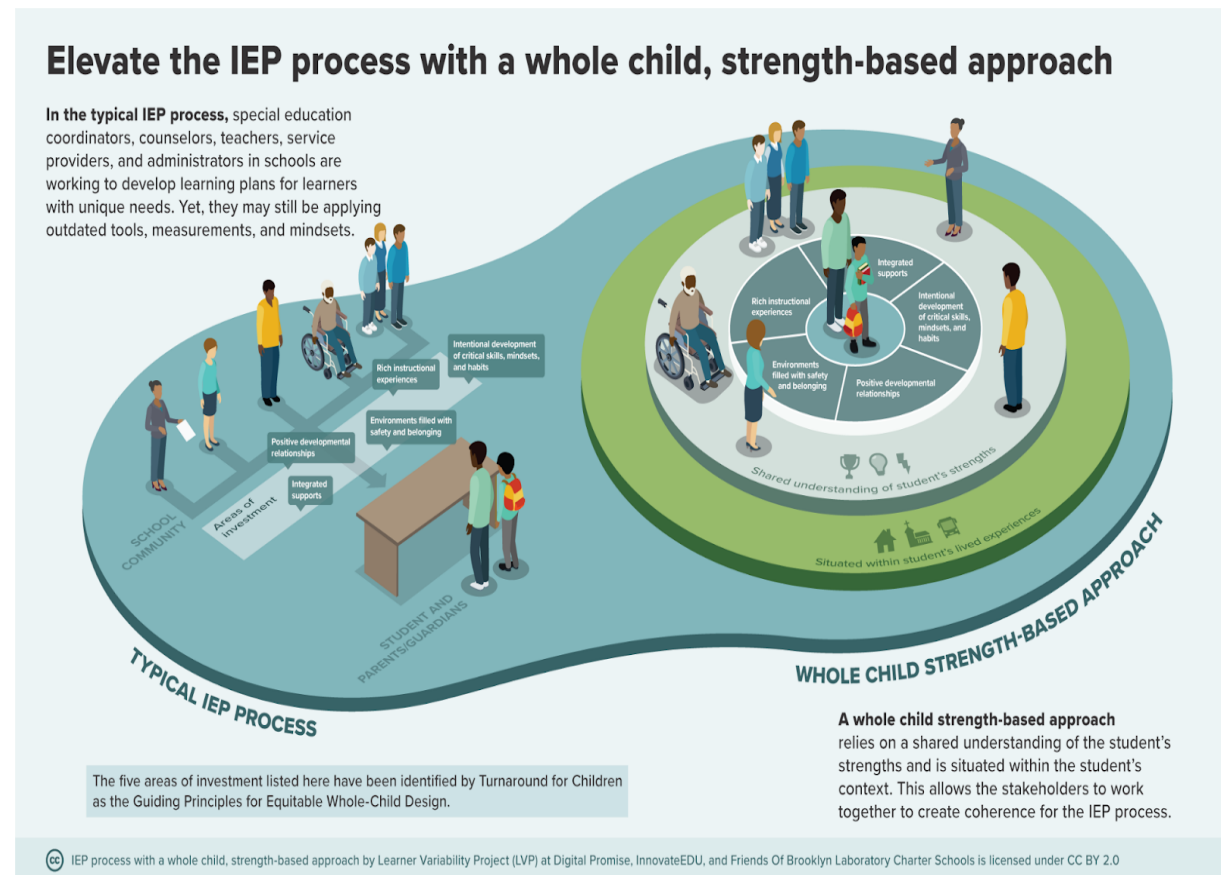 Elevate the IEP process with a whole child, strength-based approach
In the typical IEP process, special education
coordinators, counselors, teachers, service
providers, and administrators in schools are
working to develop learning plans for learners
with unique needs. Yet, they may still be applying
outdated tools, measurements, and mindsets.
Intentional development
of critical skills, mindsets,
and habits
Rich instructional
experiences
Environments filled with
safety and belonging
Positive developmental
relationships
Integrated
supports
Areas of
investment
SCHOOL
COMMUNITY
STUDENT AND
PARENTS/GUARDIANS
TYPICAL IEP PROCESS
Integrated
supports
Rich instructional
experiences
Intentional
development
of critical skills,
mindsets, and
habits
Environments
filled with safety
and belonging
Positive developmental
relationships
Shared understanding of student's strengths
Situated within student's lived experiences
WHOLE CHILD STRENGTH-BASED APPROACH
A whole child strength-based approach
relies on a shared understanding of the student's
strengths and is situated within the student's
context. This allows the stakeholders to work
together to create coherence for the IEP process.
The five areas of investment listed here have been identified by Turnaround for Children
as the Guiding Principles for Equitable Whole-Child Design.
cc IEP process with a whole child, strength-based approach by Learner Variability Project (LVP) at Digital Promise, InnovateEDU, and Friends Of Brooklyn Laboratory Charter Schools is licensed under CC BY 2.0